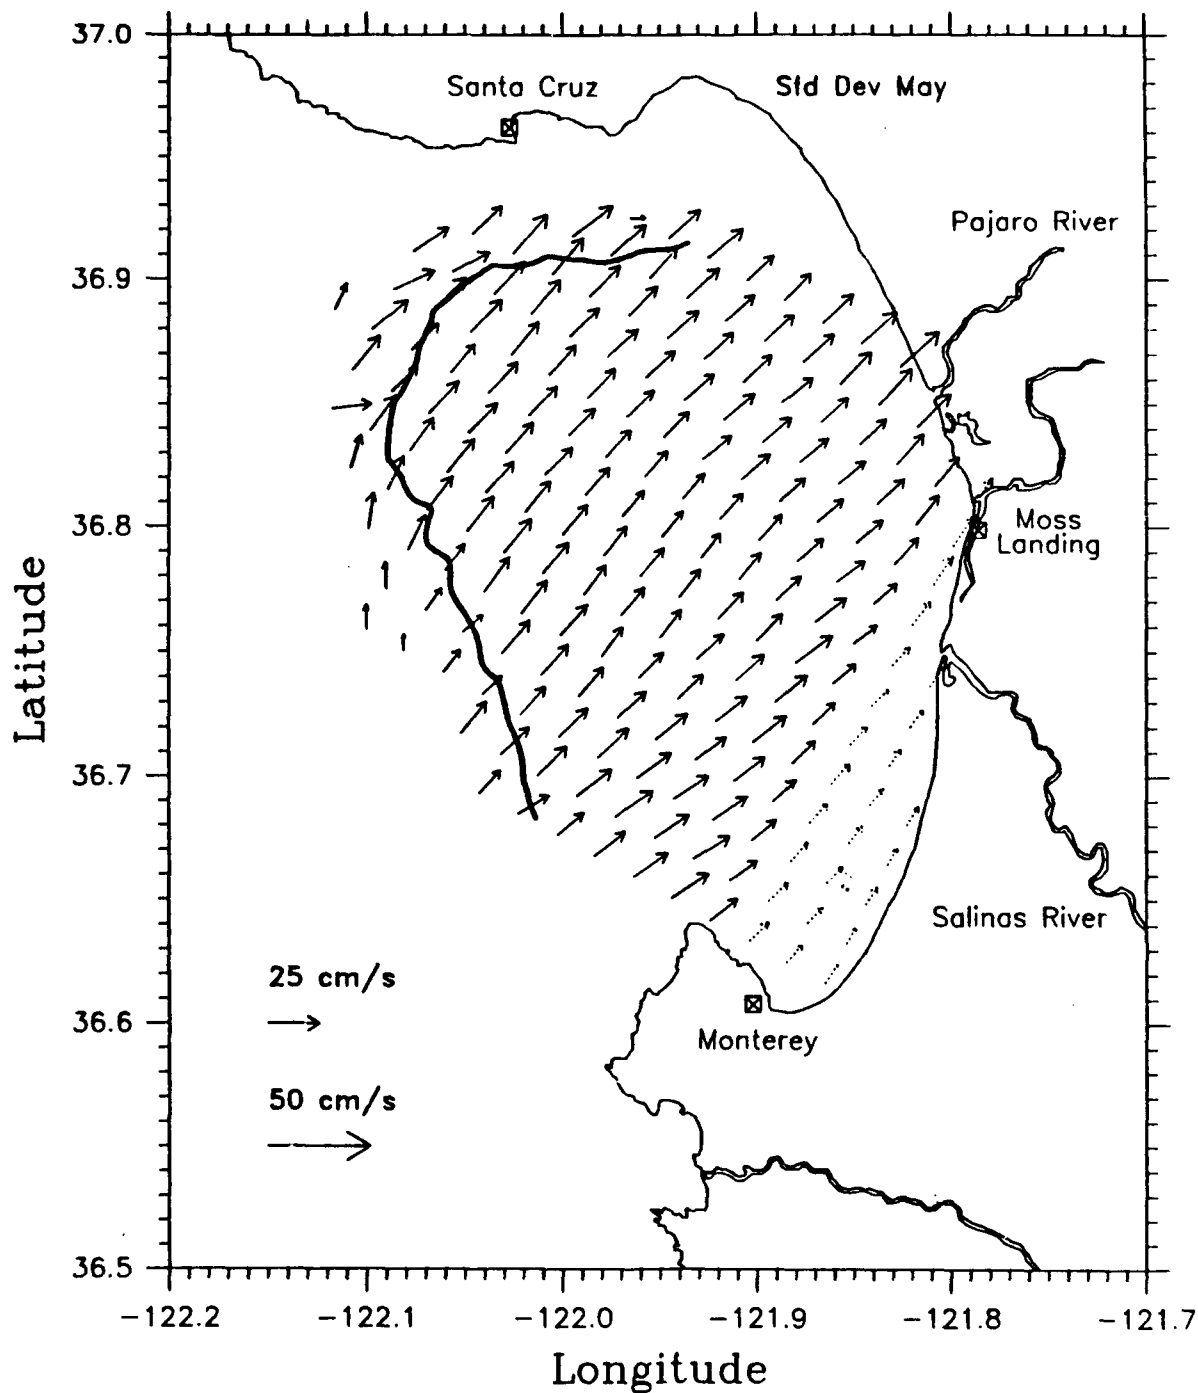 37.0
Santa Cruz
Std Dev May
Pajaro River
36.9
Moss
Landing
36.8
Latitude
36.7
Salinas River
25 cm/s
36.6
Monterey
50 cm/s
36.5
-122.2
-122.1
-122.0
-121.9
-121.8
-121.7
Longitude